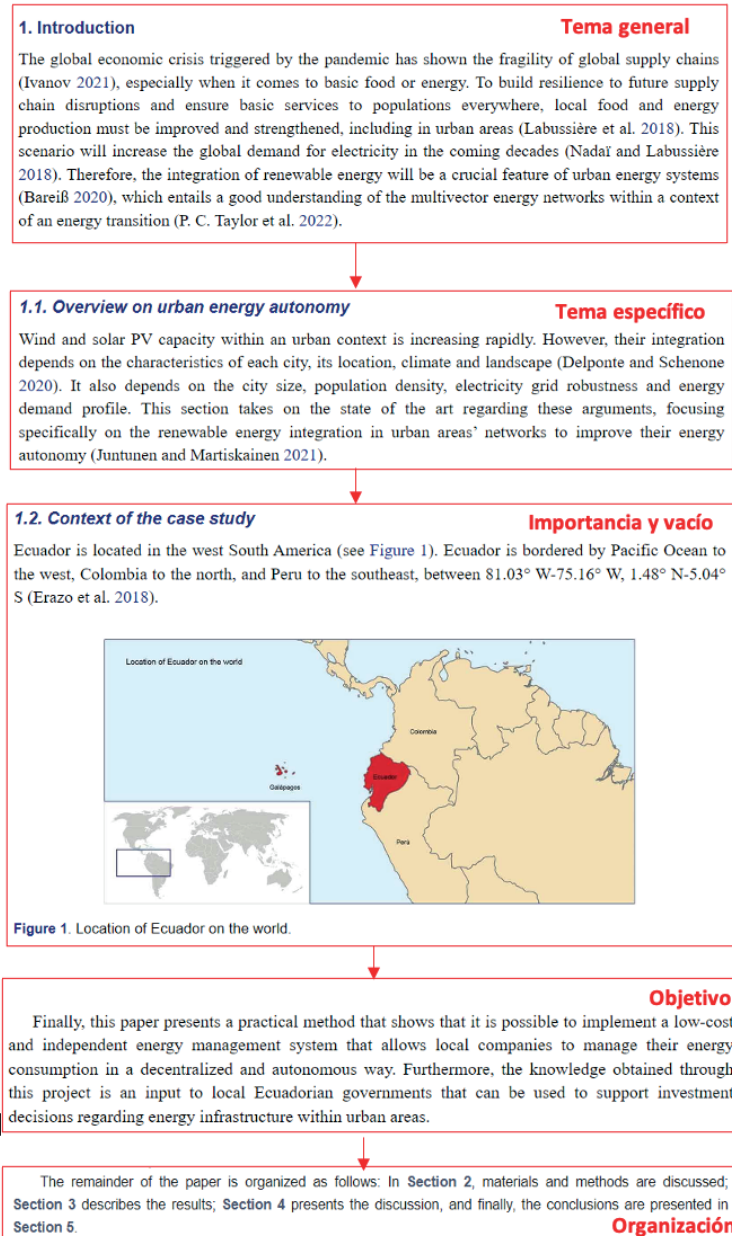 1. Introduction
Tema general
The global economic crisis triggered by the pandemic has shown the fragility of global supply chains
(Ivanov 2021), especially when it comes to basic food or energy. To build resilience to future supply
chain disruptions and ensure basic services to populations everywhere, local food and energy
production must be improved and strengthened, including in urban areas (Labussière et al. 2018). This
scenario will increase the global demand for electricity in the coming decades (Nadaï and Labussière
2018). Therefore, the integration of renewable energy will be a crucial feature of urban energy systems
(Bareiß 2020), which entails a good understanding of the multivector energy networks within a context
of an energy transition (P. C. Taylor et al. 2022).
1.1. Overview on urban energy autonomy
Tema específico
Wind and solar PV capacity within an urban context is increasing rapidly. However, their integration
depends on the characteristics of each city, its location, climate and landscape (Delponte and Schenone
2020). It also depends on the city size, population density, electricity grid robustness and energy
demand profile. This section takes on the state of the art regarding these arguments, focusing
specifically on the renewable energy integration in urban areas’ networks to improve their energy
autonomy (Juntunen and Martiskainen 2021).
1.2. Context of the case study
Importancia y vacío
Ecuador is located in the west South America (see Figure 1). Ecuador is bordered by Pacific Ocean to
the west, Colombia to the north, and Peru to the southeast, between 81.03° W-75.16° W, 1.48° N-5.04°
S (Erazo et al. 2018).
Location of Ecuador on the world
Colombia
Ecuador
Galápagos
Perú
Figure 1. Location of Ecuador on the world.
Objetivo
Finally, this paper presents a practical method that shows that it is possible to implement a low-cost
and independent energy management system that allows local companies to manage their energy
consumption in a decentralized and autonomous way. Furthermore, the knowledge obtained through
this project is an input to local Ecuadorian governments that can be used to support investment
decisions regarding energy infrastructure within urban areas.
The remainder of the paper is organized as follows: In Section 2, materials and methods are discussed;
Section 3 describes the results; Section 4 presents the discussion, and finally, the conclusions are presented in
Section 5.
Organización